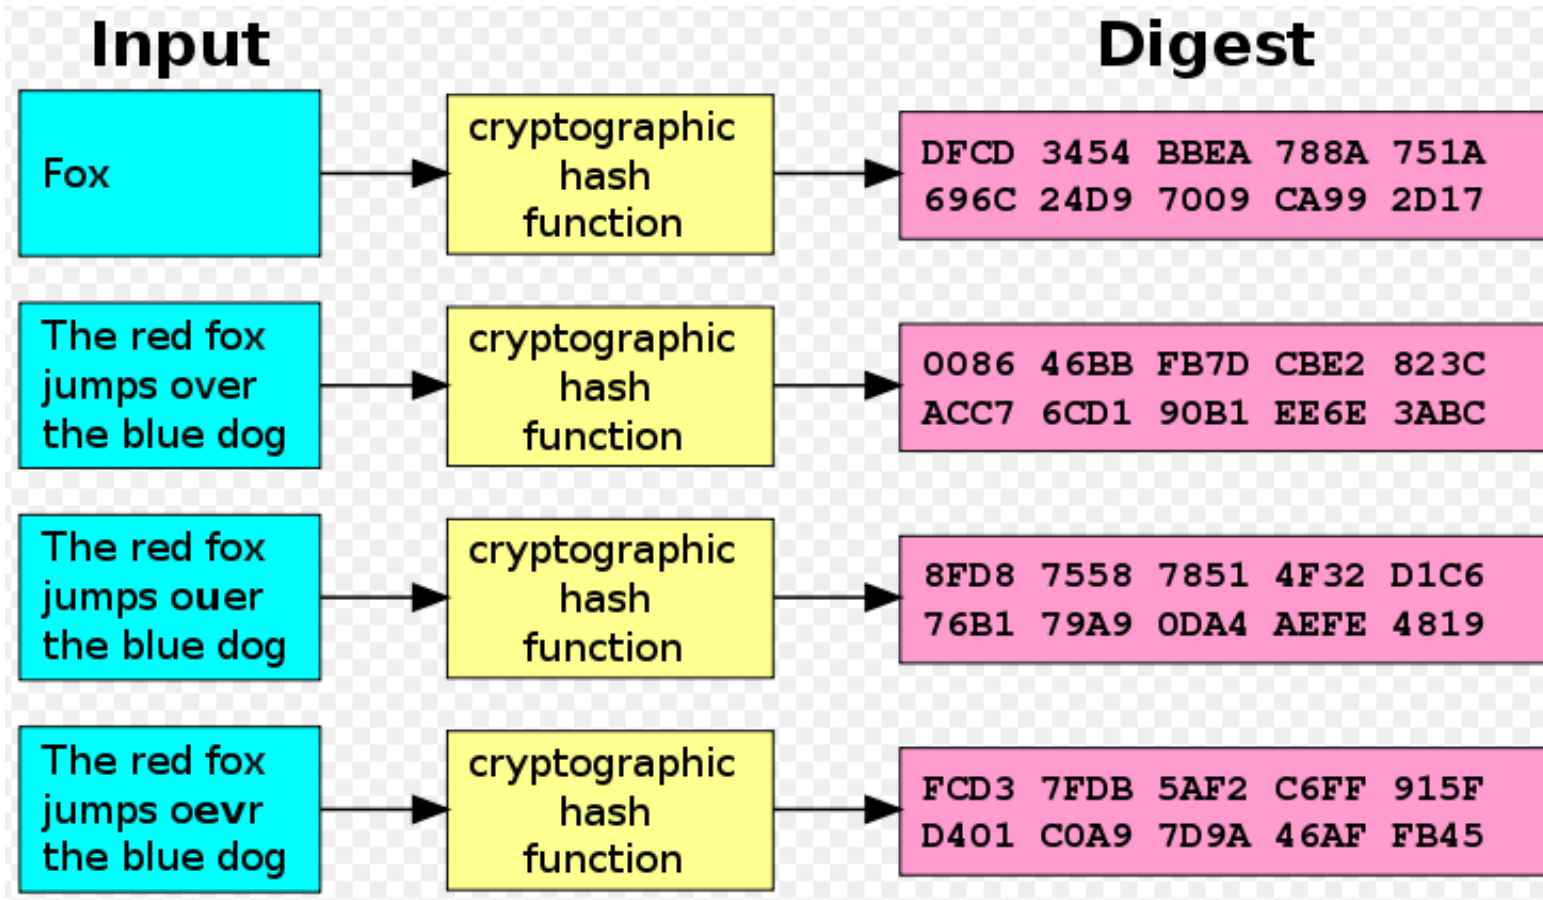 Input
Digest
Fox
cryptographic
hash
function
DFCD 3454 BBEA 788A 751A
696C 24D9 7009 CA99 2D17
The red fox
jumps over
the blue dog
cryptographic
hash
function
0086 46BB FB7D CBE2 823C
ACC7 6CD1 90B1 EE6E 3ABC
The red fox
jumps ouer
the blue dog
cryptographic
hash
function
8FD8 7558 7851 4F32 D1C6
76B1 79A9 0DA4 AEFE 4819
The red fox
jumps oevr
the blue dog
cryptographic
hash
function
FCD3 7FDB 5AF2 C6FF 915F
D401 C0A9 7D9A 46AF FB45